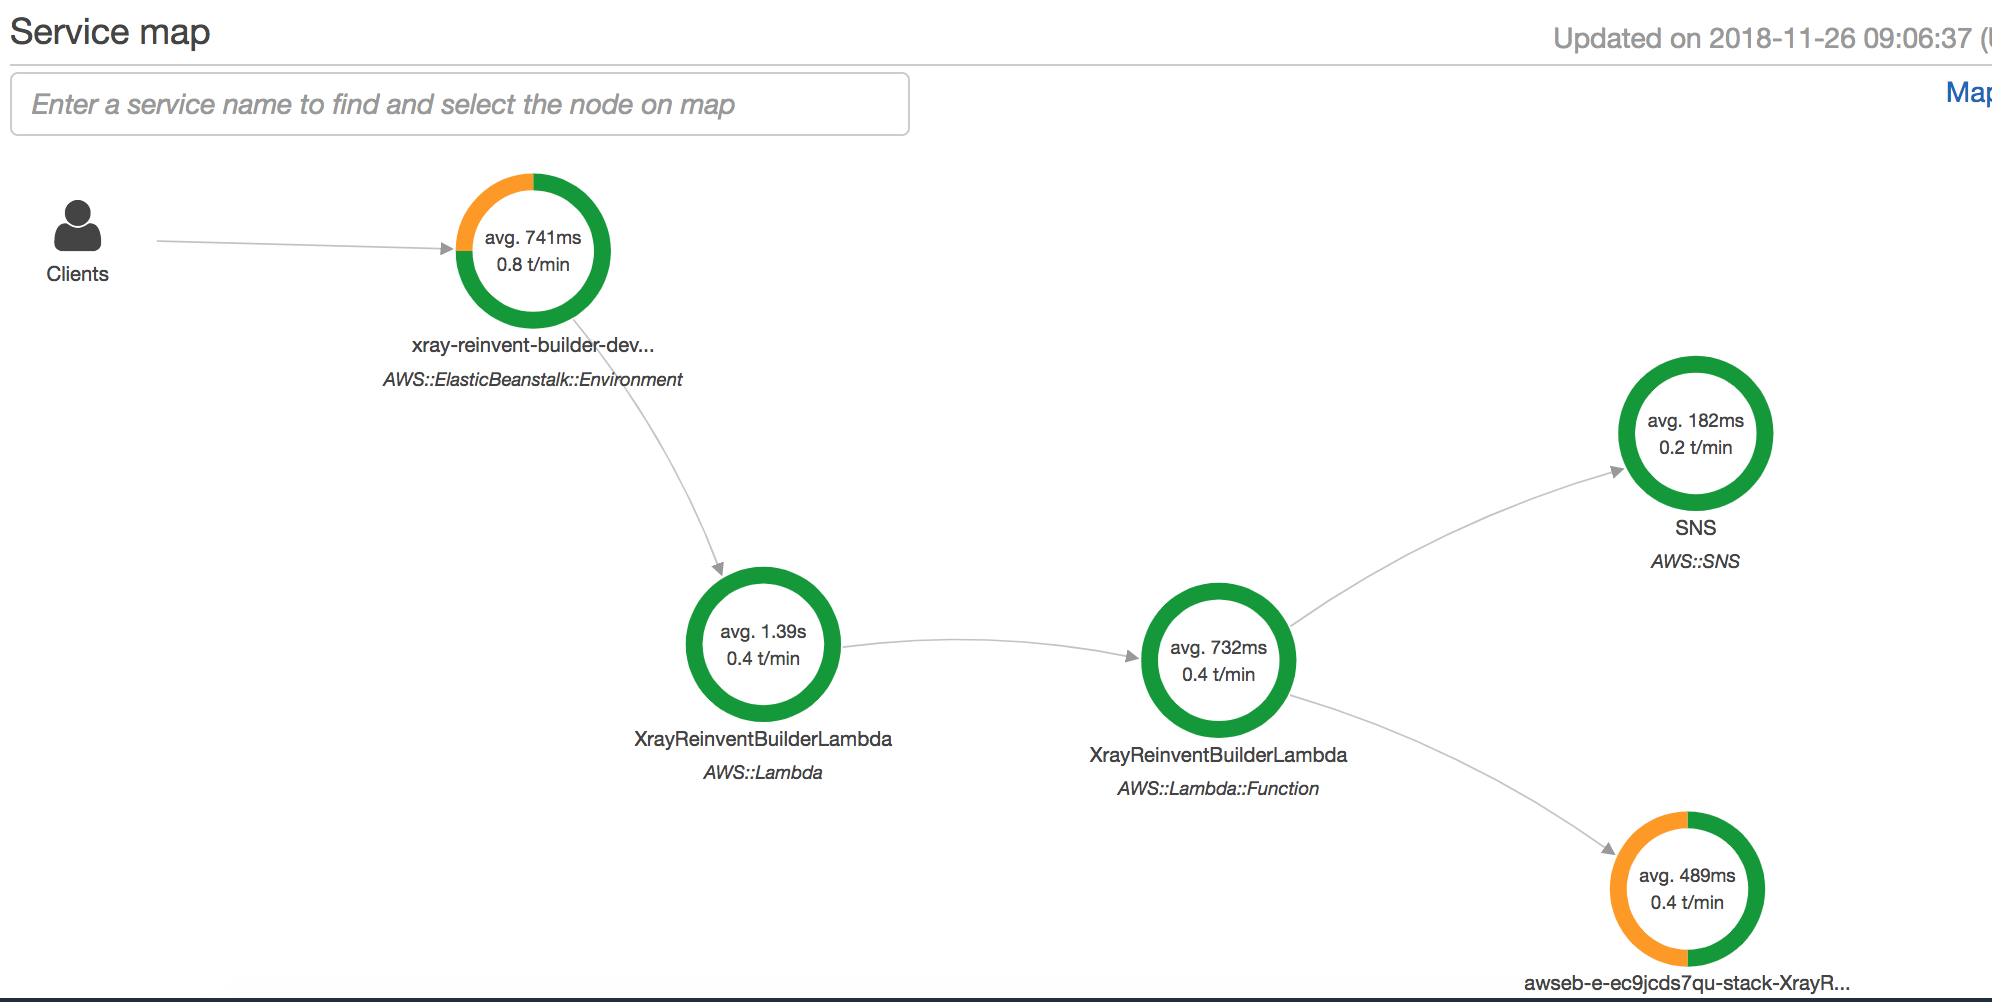 Service map
Updated on 2018-11-26 09:06:37 (
Enter a service name to find and select the node on map
Map
Clients
avg. 741ms
0.8 t/min
xray-reinvent-builder-dev...
AWS::ElasticBeanstalk::Environment
avg. 182ms
0.2 t/min
SNS
AWS::SNS
avg. 1.39s
0.4 t/min
XrayReinventBuilderLambda
AWS::Lambda
avg. 732ms
0.4 t/min
XrayReinventBuilderLambda
AWS::Lambda::Function
avg. 489ms
0.4 t/min
awseb-e-ec9jcds7qu-stack-XrayR...